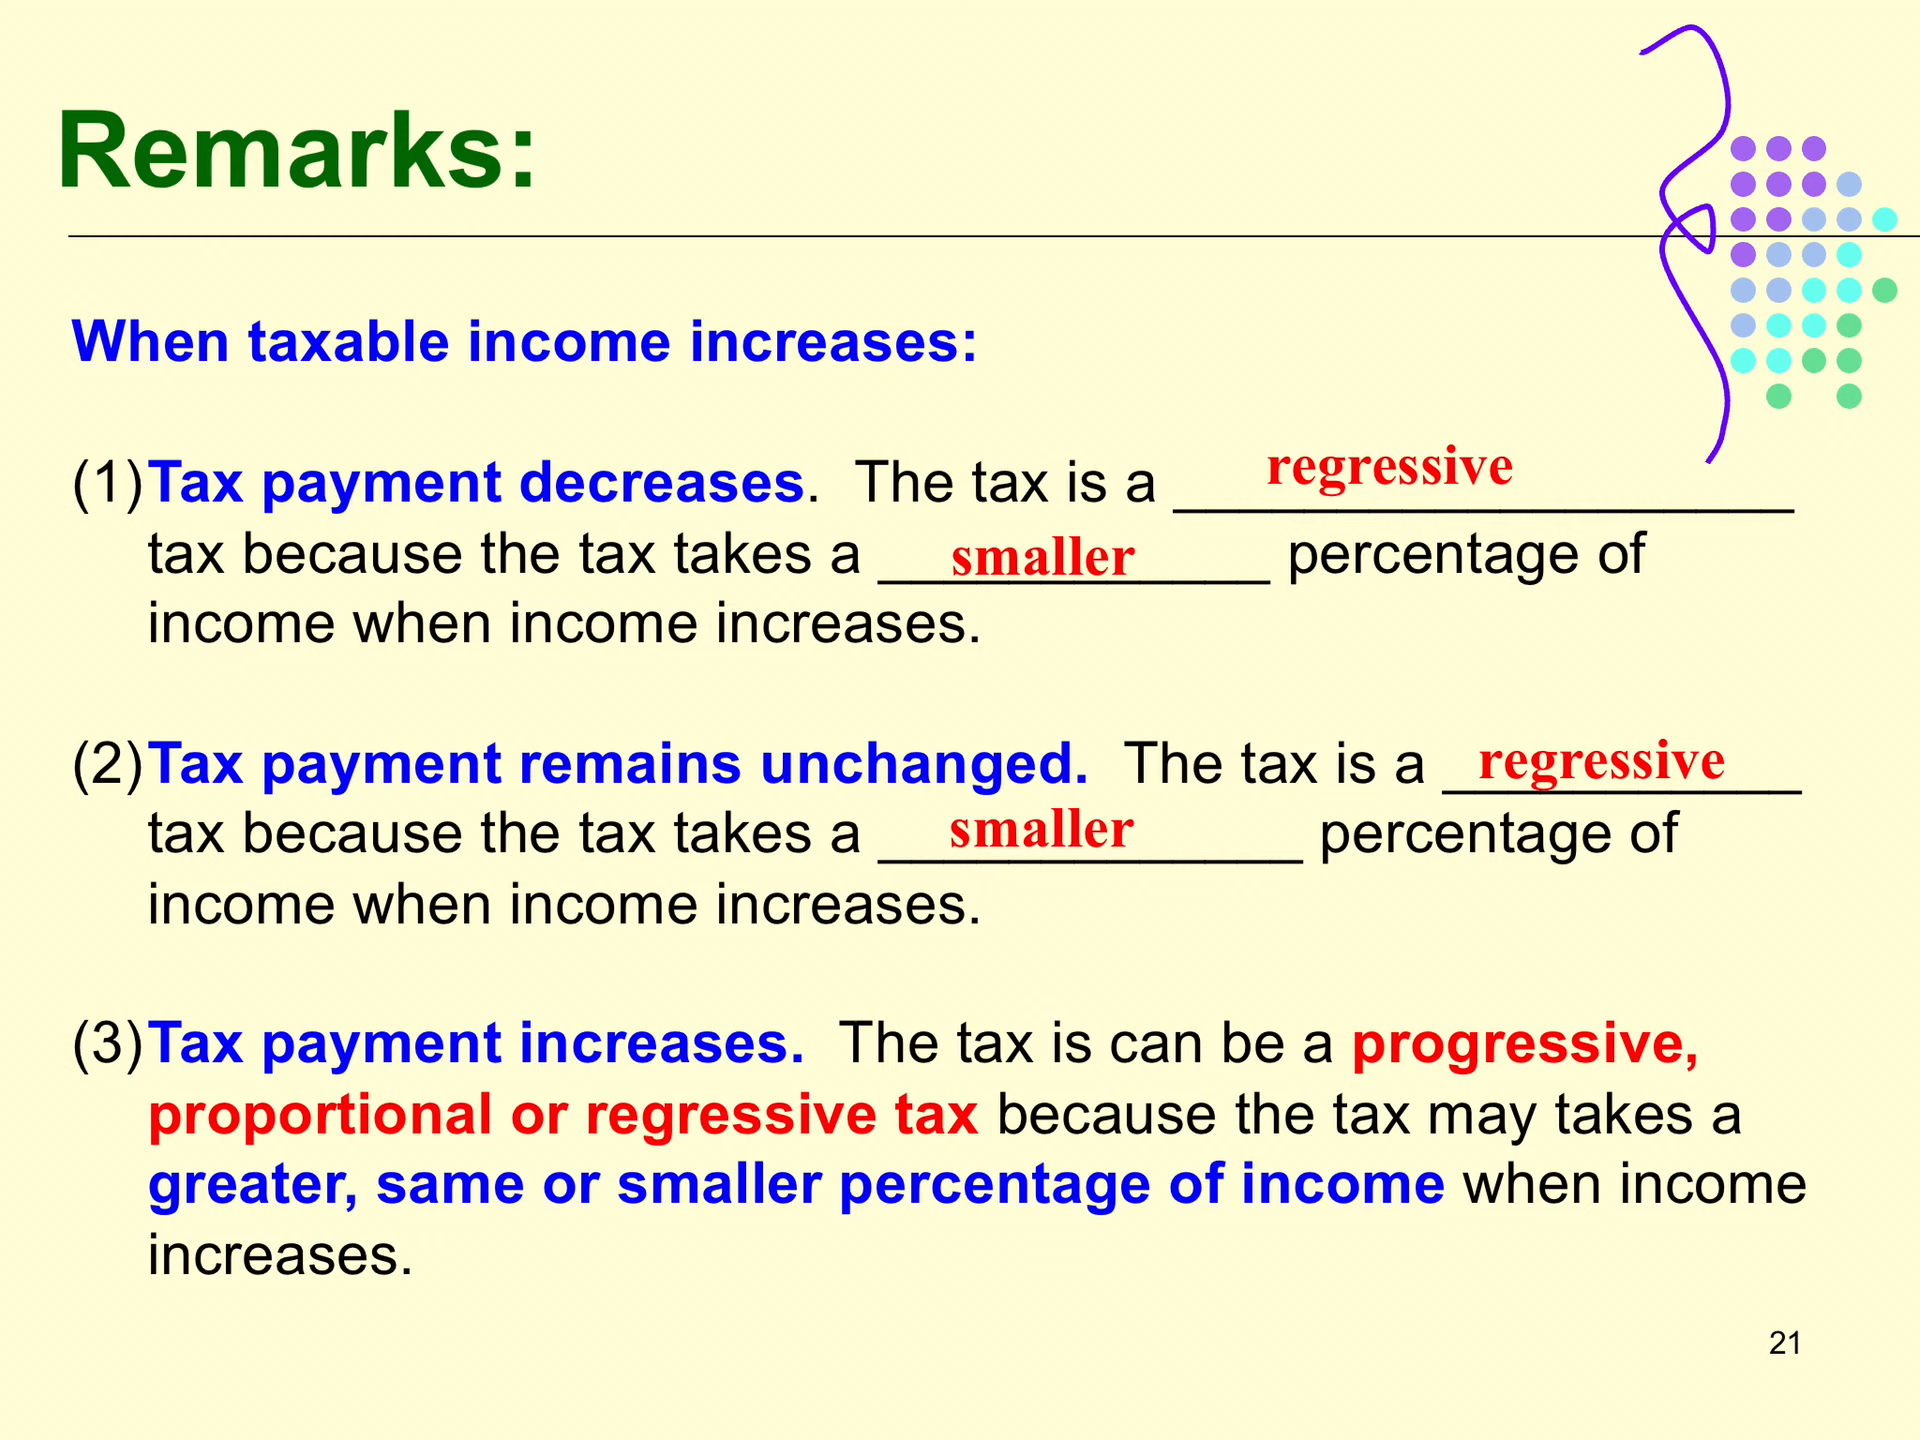 Remarks:
When taxable income increases:
(1) Tax payment decreases. The tax is a regressive
tax because the tax takes a smaller percentage of
income when income increases.
(2) Tax payment remains unchanged. The tax is a regressive
tax because the tax takes a smaller percentage of
income when income increases.
(3) Tax payment increases. The tax is can be a progressive,
proportional or regressive tax because the tax may takes a
greater, same or smaller percentage of income when income
increases.
21